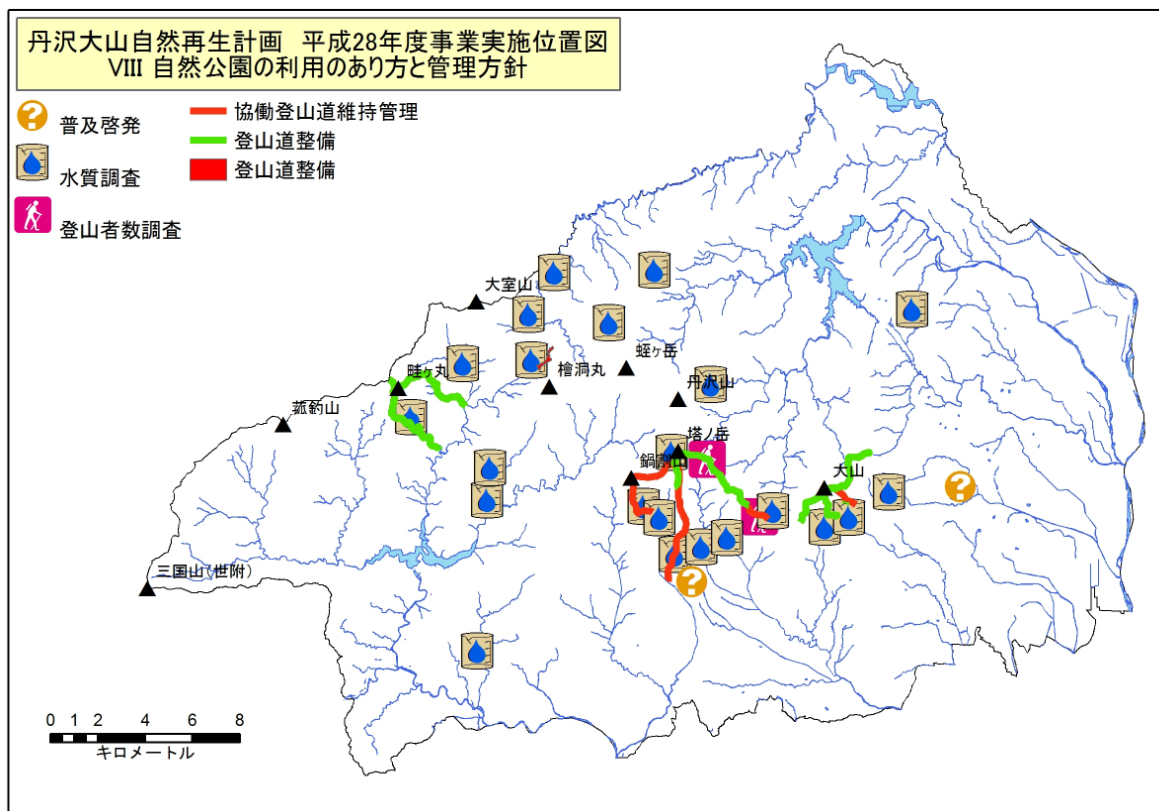 丹沢大山自然再生計画 平成28年度事業実施位置図
VIII 自然公園の利用のあり方と管理方針
普及啓発
水質調査
登山者数調査
協働登山道維持管理
登山道整備
登山道整備
大室山
蛭ヶ岳
畦ヶ丸
檜洞丸
丹沢山
菰釣山
塔ノ岳
鍋割山
大山
三国山(世附)
0 1 2 4 6 8
キロメートル